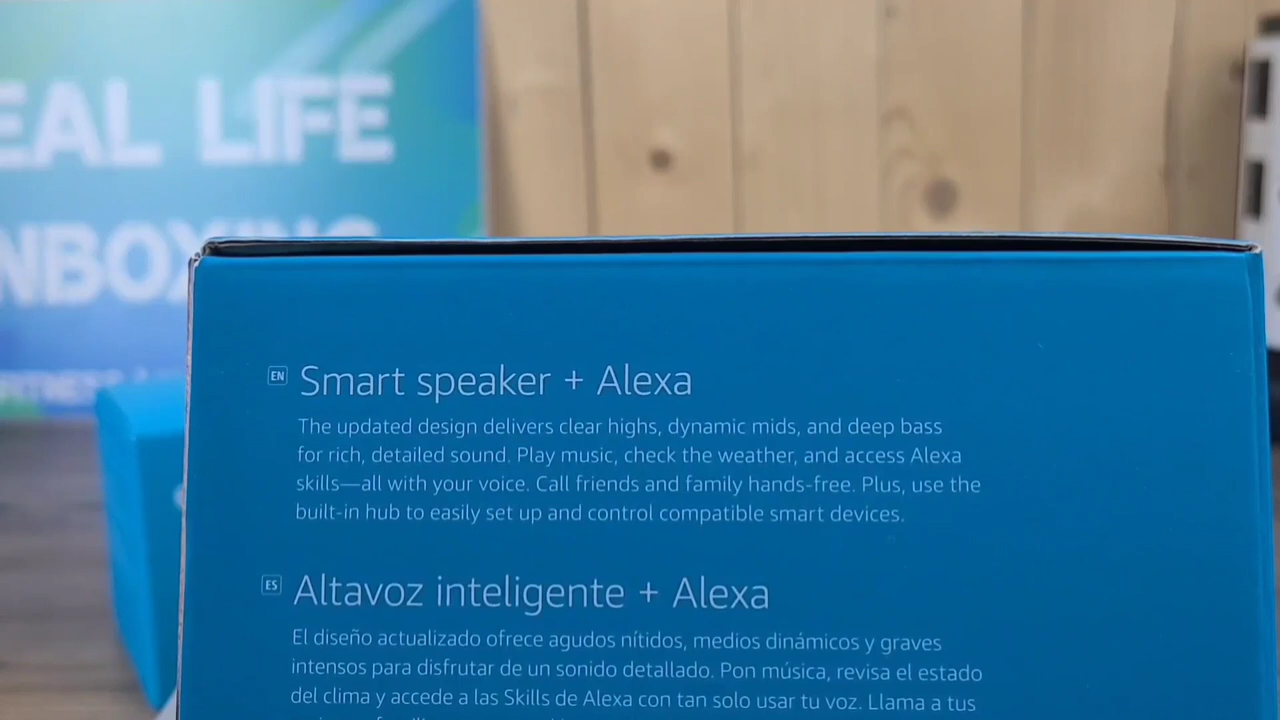 EAL LIFE
NBOXING
EN Smart speaker + Alexa
The updated design delivers clear highs, dynamic mids, and deep bass
for rich, detailed sound. Play music, check the weather, and access Alexa
skills—all with your voice. Call friends and family hands-free. Plus, use the
built-in hub to easily set up and control compatible smart devices.
ES Altavoz inteligente + Alexa
El diseño actualizado ofrece agudos nítidos, medios dinámicos y graves
intensos para disfrutar de un sonido detallado. Pon música, revisa el estado
del clima y accede a las Skills de Alexa con tan solo usar tu voz. Llama a tus